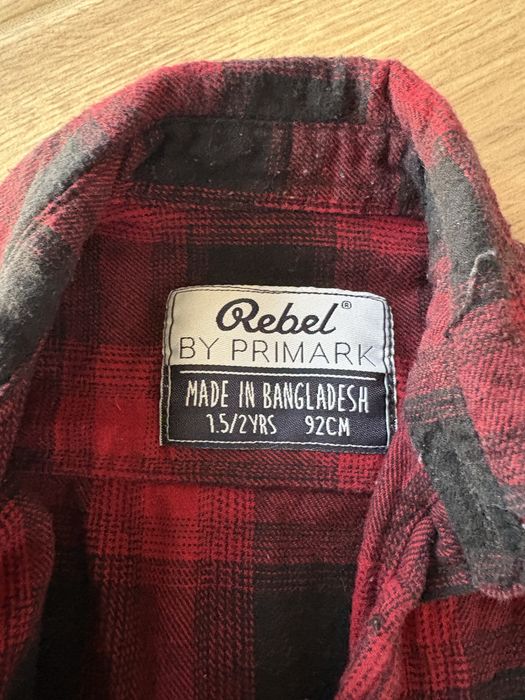 Rebel®
BY PRIMARK
MADE IN BANGLADESH
1.5/2YRS 92CM